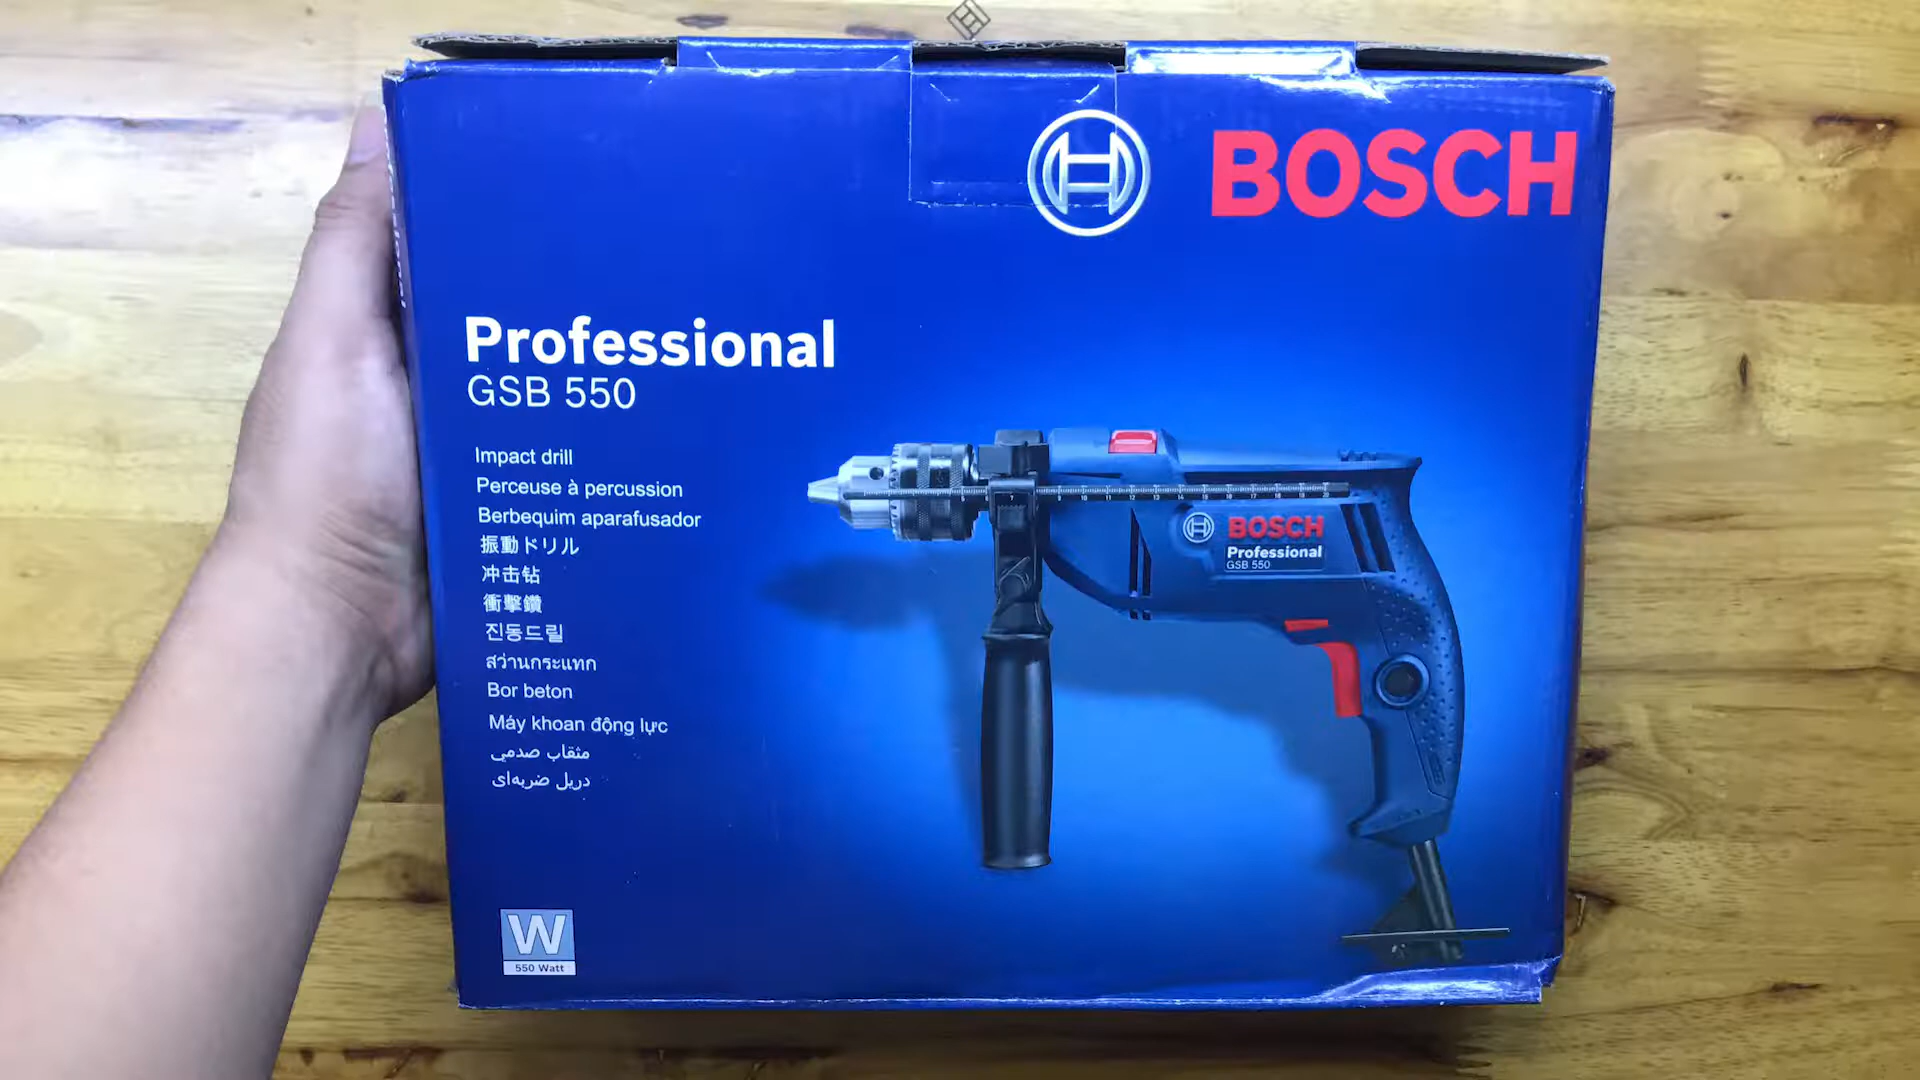 BOSCH
Professional
GSB 550
Impact drill
Perceuse à percussion
Berbequim aparafusador
振動ドリル
冲击钻
衝擊鑽
진동드릴
สว่านกระแทก
Bor beton
Máy khoan động lực
مثقاب صدمي
دریل ضربه‌ای
BOSCH
Professional
GSB 550
W
550 Watt